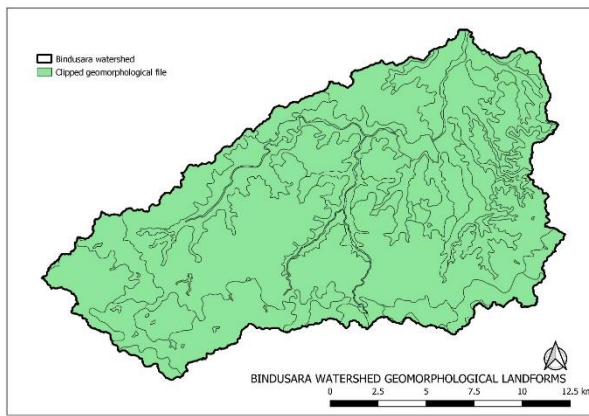 Bindusara watershed
Clipped geomorphological file
BINDUSARA WATERSHED GEOMORPHOLOGICAL LANDFORMS
0 2.5 5 7.5 10 12.5 km